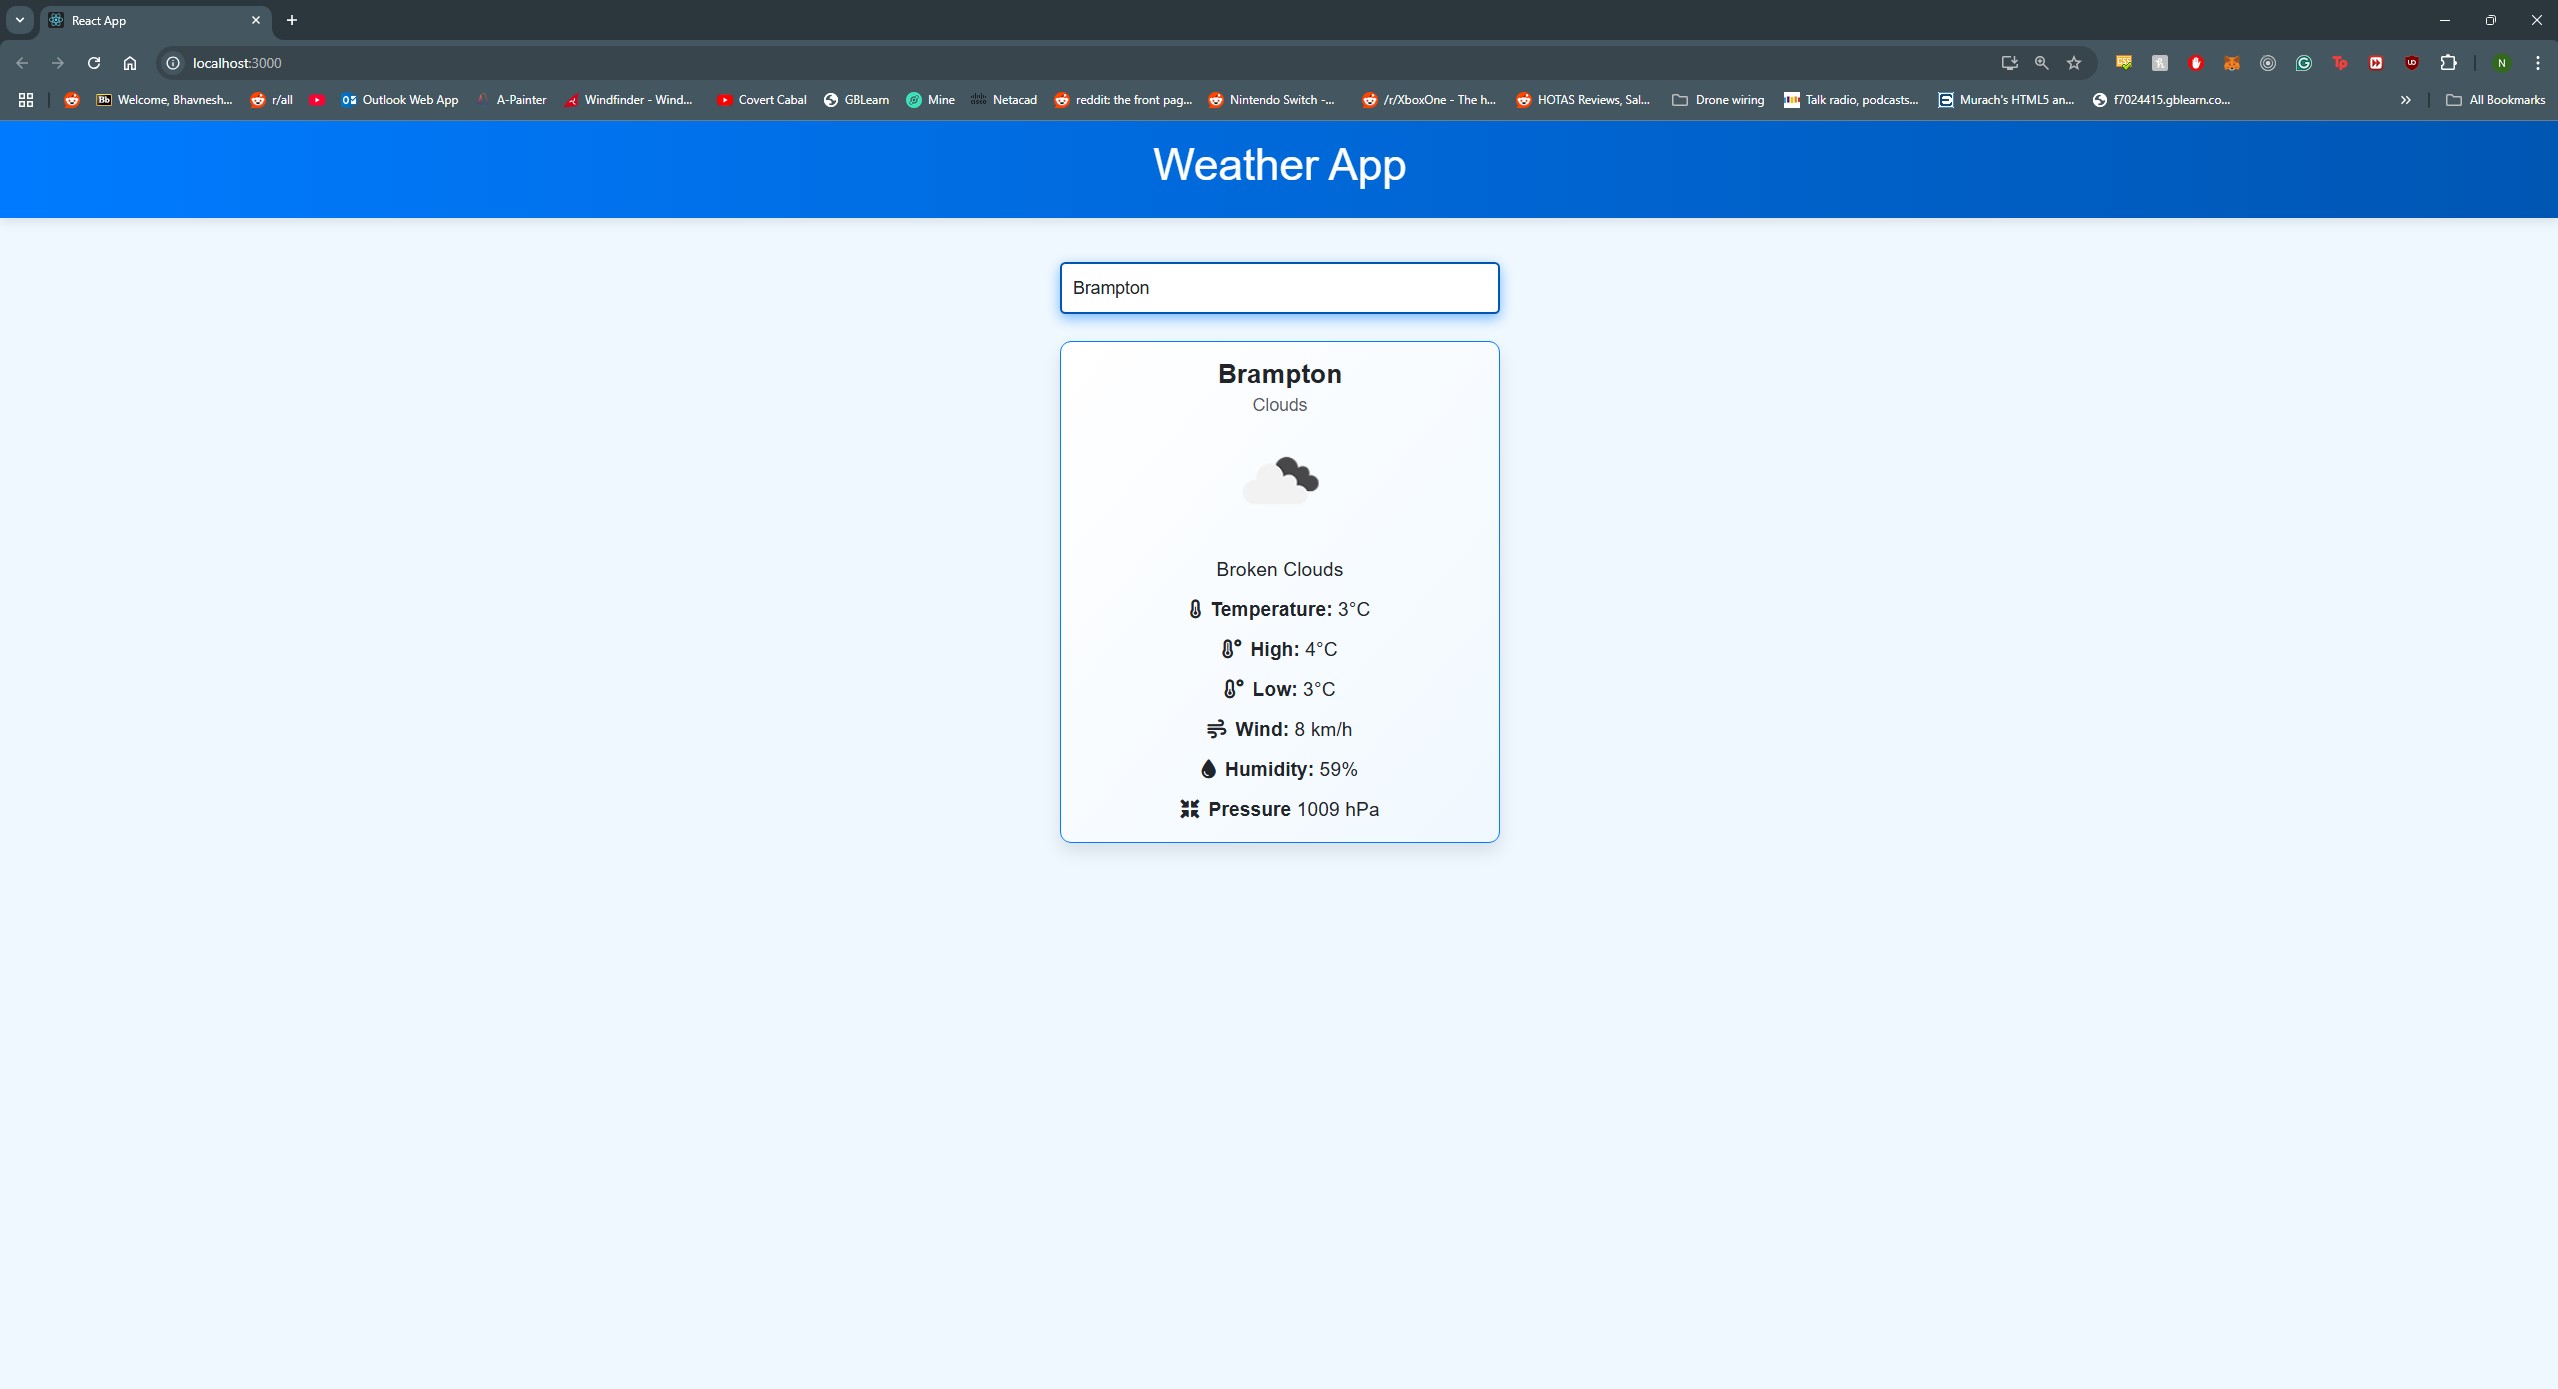 React App
localhost:3000
Welcome, Bhavnesh... r/all Outlook Web App A-Painter Windfinder - Wind... Covert Cabal GBLearn Mine Netacad reddit: the front pag... Nintendo Switch -... /r/XboxOne - The h... HOTAS Reviews, Sal... Drone wiring Talk radio, podcasts... Murach's HTML5 an... f7024415.gblearn.co... » All Bookmarks
Weather App
Brampton
Brampton
Clouds
Broken Clouds
Temperature: 3°C
High: 4°C
Low: 3°C
Wind: 8 km/h
Humidity: 59%
Pressure 1009 hPa